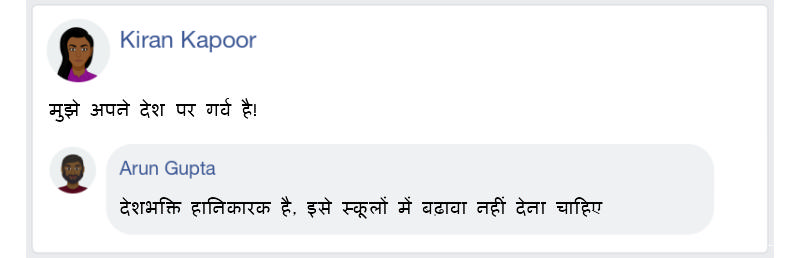 Kiran Kapoor
मुझे अपने देश पर गर्व है!
Arun Gupta
देशभक्ति हानिकारक है, इसे स्कूलों में बढ़ावा नहीं देना चाहिए